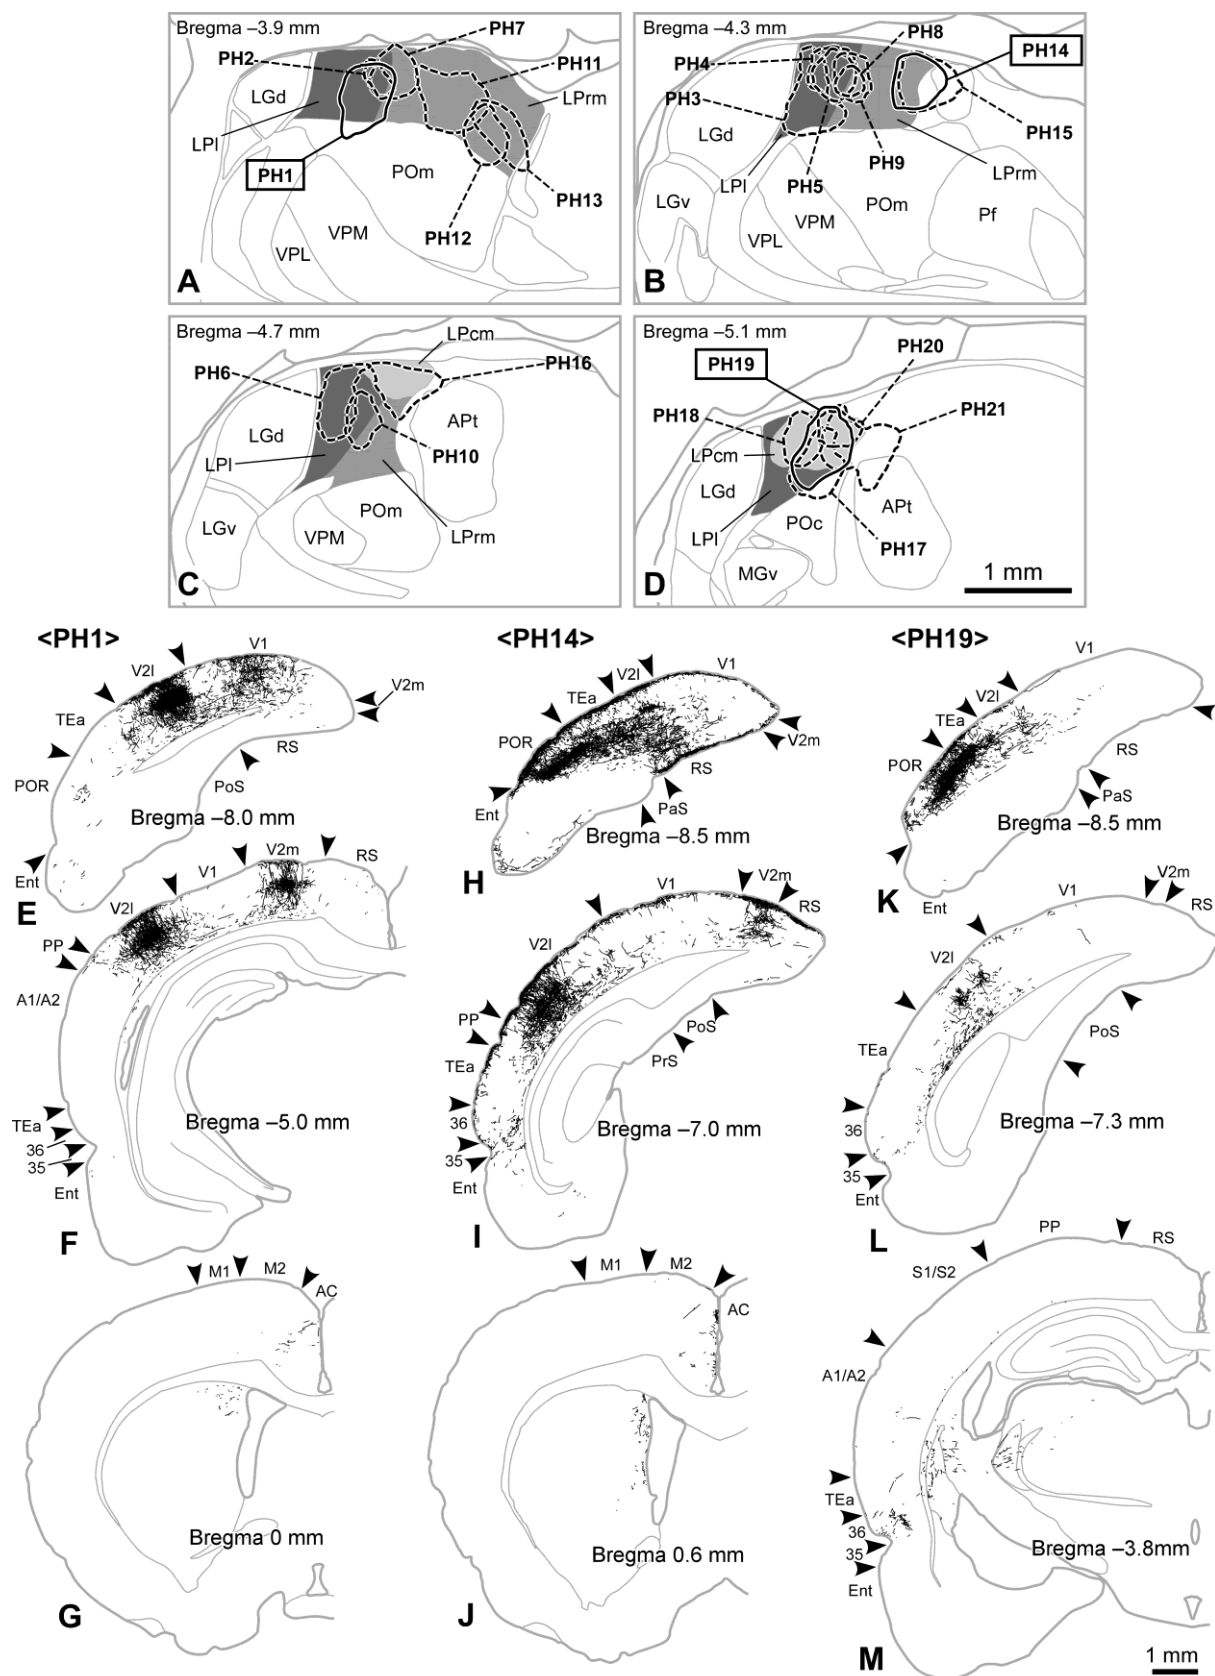 Bregma –3.9 mm
PH7
PH2
PH11
LGd
LPrm
LPl
PH1
POm
PH13
VPM
PH12
VPL
A
Bregma –4.3 mm
PH8
PH4
PH14
PH3
LGd
PH15
PH9
LPl
PH5
LPrm
LGv
POm
VPM
Pf
VPL
B
Bregma –4.7 mm
LPcm
PH6
PH16
APt
LGd
PH10
LPl
POm
LGv
VPM
LPrm
C
Bregma –5.1 mm
PH20
PH19
PH18
PH21
LPcm
LGd
APt
POc
LPl
PH17
MGv
D
1 mm
<PH1>
V1
V2l
V2m
TEa
RS
POR
PoS
Bregma –8.0 mm
Ent
E
V2m
RS
V1
V2l
PP
A1/A2
Bregma –5.0 mm
TEa
36
35
Ent
F
M1
M2
AC
Bregma 0 mm
G
<PH14>
V2l
V1
TEa
POR
V2m
RS
Ent
PaS
Bregma –8.5 mm
H
V1
V2m
RS
V2l
PP
PoS
TEa
PrS
36
Bregma –7.0 mm
35
Ent
I
M1
M2
AC
Bregma 0.6 mm
J
<PH19>
V1
V2l
TEa
RS
POR
PaS
Bregma –8.5 mm
Ent
K
V1
V2m
RS
V2l
PoS
TEa
36
Bregma –7.3 mm
35
Ent
L
PP
RS
S1/S2
A1/A2
TEa
36
35
Bregma –3.8mm
Ent
M
1 mm